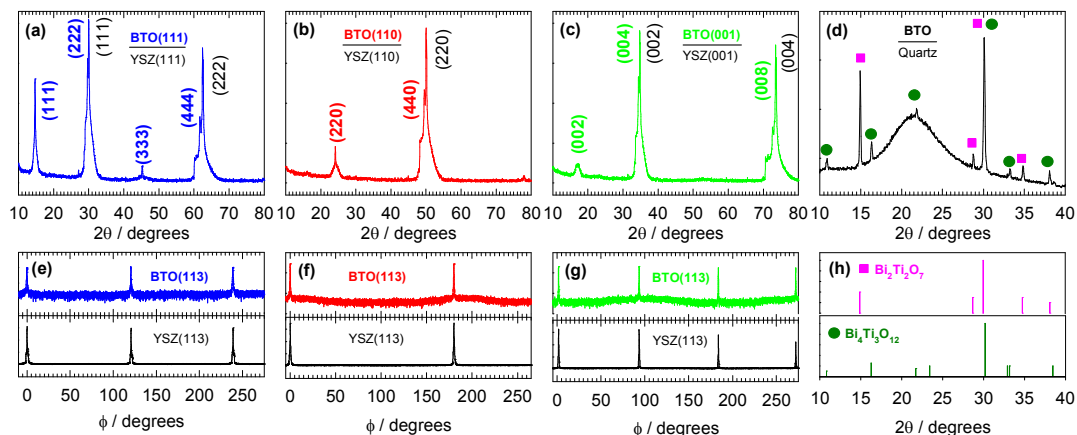 (a)
(222)
(111)
BTO(111)
YSZ(111)
(111)
(333)
(444)
(222)
10 20 30 40 50 60 70 80
2θ / degrees
(b)
BTO(110)
YSZ(110)
(220)
(440)
(220)
10 20 30 40 50 60 70 80
2θ / degrees
(c)
(004)
(002)
BTO(001)
YSZ(001)
(002)
(008)
(004)
10 20 30 40 50 60 70 80
2θ / degrees
(d)
BTO
Quartz
10 15 20 25 30 35 40
2θ / degrees
(e)
BTO(113)
YSZ(113)
0 50 100 150 200 250
ϕ / degrees
(f)
BTO(113)
YSZ(113)
0 50 100 150 200 250
ϕ / degrees
(g)
BTO(113)
YSZ(113)
0 50 100 150 200 250
ϕ / degrees
(h)
Bi2Ti2O7
Bi4Ti3O12
10 15 20 25 30 35 40
2θ / degrees